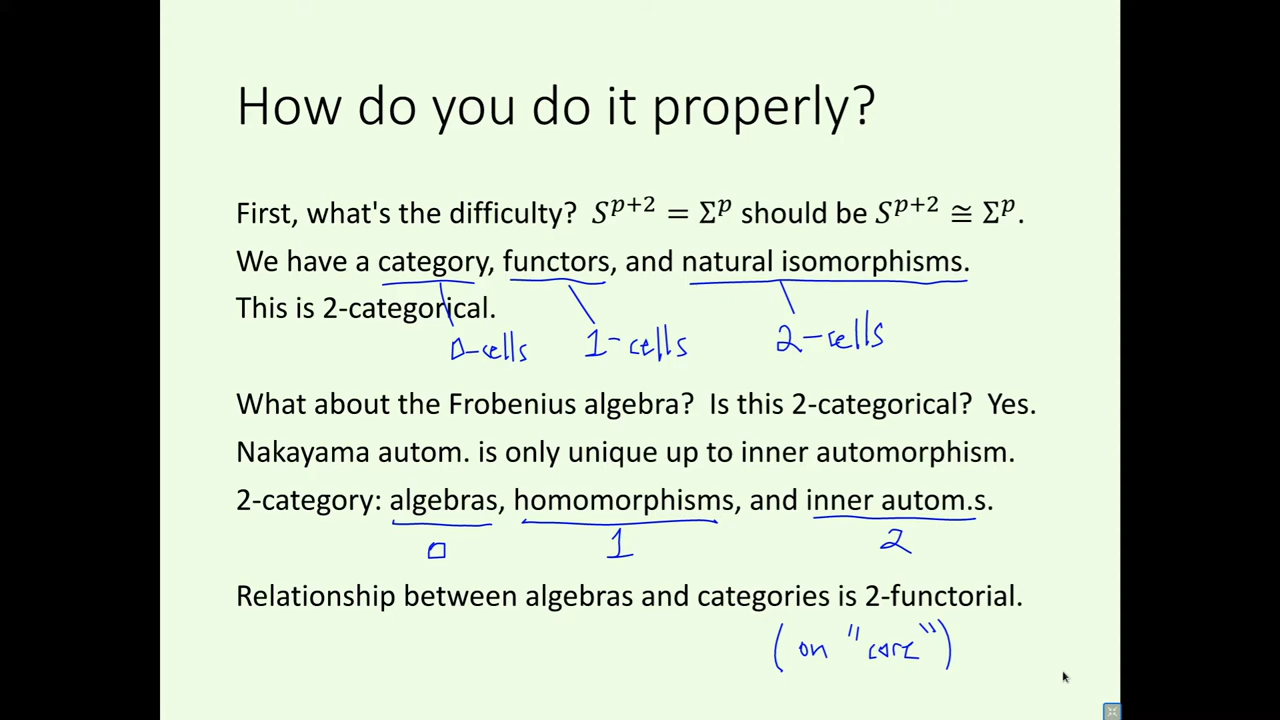 How do you do it properly?
First, what's the difficulty? S^{p+2} = Σ^p should be S^{p+2} ≅ Σ^p.
We have a category, functors, and natural isomorphisms.
This is 2-categorical.
0-cells 1-cells 2-cells
What about the Frobenius algebra? Is this 2-categorical? Yes.
Nakayama autom. is only unique up to inner automorphism.
2-category: algebras, homomorphisms, and inner autom.s.
0 1 2
Relationship between algebras and categories is 2-functorial.
(on "core")